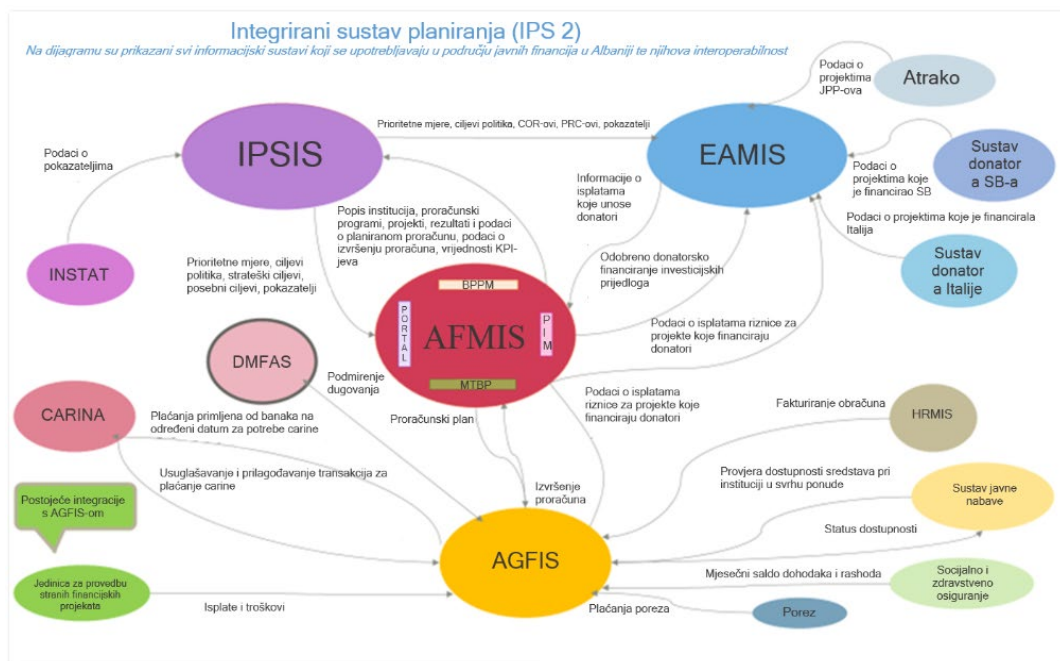 Integrirani sustav planiranja (IPS 2)
Na dijagramu su prikazani svi informacijski sustavi koji se upotrebljavaju u području javnih financija u Albaniji te njihova interoperabilnost
Podaci o
projektima
JPP-ova
Atrako
Prioritetne mjere, ciljevi politika, COR-ovi, PRC-ovi, pokazatelji
IPSIS
EAMIS
Podaci o
pokazateljima
Sustav
donator
a SB-a
Podaci o
projektima koje
je financirao SB
Informacije o
isplatama
koje unose
donatori
Popis institucija, proračunski
programi, projekti, rezultati i podaci
o planiranom proračunu, podaci o
izvršenju proračuna, vrijednosti KPI-
jeva
Podaci o projektima koje je financirala
Italija
INSTAT
Prioritetne mjere, ciljevi
politika, strateški ciljevi,
posebni ciljevi, pokazatelji
Odobreno donatorsko
financiranje investicijskih
prijedloga
Sustav
donator
a Italije
BPPM
PORTAL
AFMIS
PIM
MTBP
Podaci o isplatama riznice za
projekte koje financiraju
donatori
DMFAS
Podmirenje
dugovanja
Podaci o isplatama
riznice za projekte koje
financiraju donatori
CARINA
Plaćanja primljena od banaka na
određeni datum za potrebe carine
Proračunski plan
Fakturiranje obračuna
HRMIS
Usuglašavanje i prilagođavanje transakcija za
plaćanje carine
Izvršenje
proračuna
Provjera dostupnosti sredstava pri
instituciji u svrhu ponude
Sustav javne
nabave
Postojeće integracije
s AGFIS-om
Status dostupnosti
AGFIS
Jedinica za provedbu
stranih financijskih
projekata
Isplate i troškovi
Mjesečni saldo dohodaka i rashoda
Socijalno i
zdravstveno
osiguranje
Plaćanja poreza
Porez